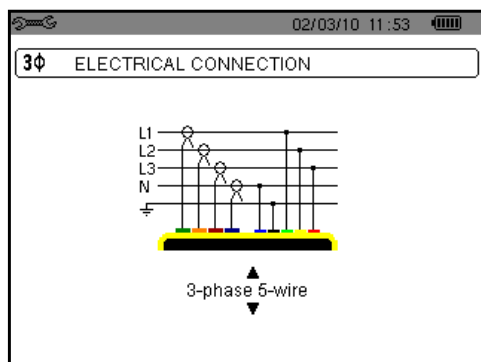 02/03/10 11:53
3Φ ELECTRICAL CONNECTION
L1
L2
L3
N
3-phase 5-wire